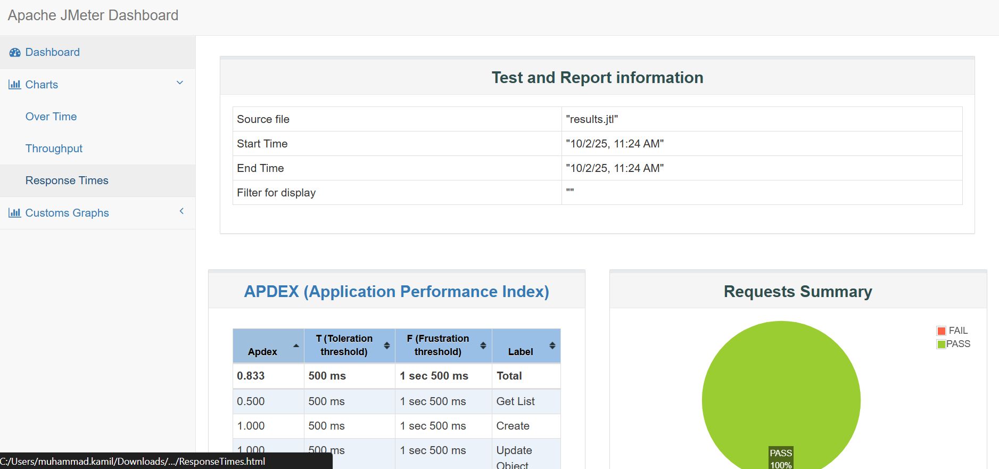 Apache JMeter Dashboard
Dashboard
Charts
Over Time
Throughput
Response Times
Customs Graphs
Test and Report information
Source file "results.jtl"
Start Time "10/2/25, 11:24 AM"
End Time "10/2/25, 11:24 AM"
Filter for display ""
APDEX (Application Performance Index)
Apdex T (Toleration threshold) F (Frustration threshold) Label
0.833 500 ms 1 sec 500 ms Total
0.500 500 ms 1 sec 500 ms Get List
1.000 500 ms 1 sec 500 ms Create
1.000 500 ms 1 sec 500 ms Update
Object
Requests Summary
FAIL
PASS
PASS
100%
C:/Users/muhammad.kamil/Downloads/.../ResponseTimes.html